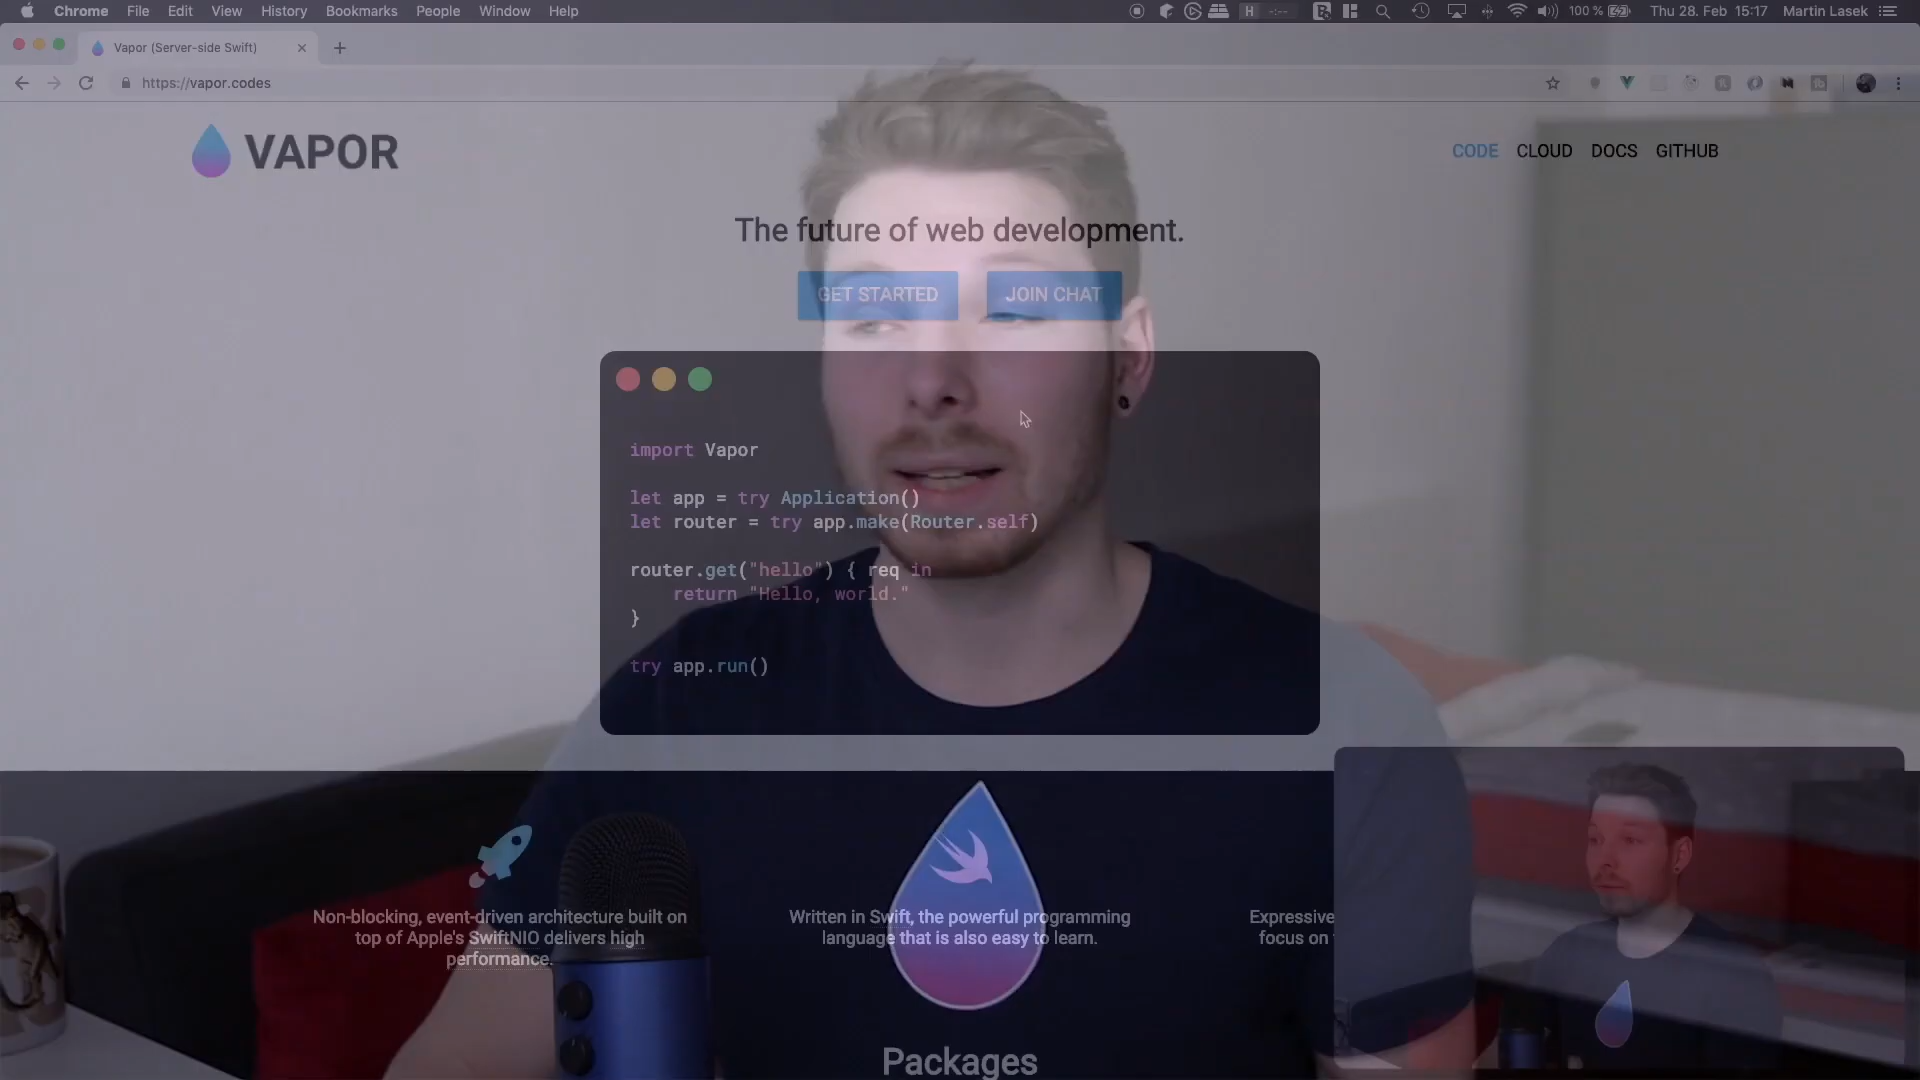 Chrome File Edit View History Bookmarks People Window Help
100 % Thu 28. Feb 15:17 Martin Lasek
Vapor (Server-side Swift)
https://vapor.codes
VAPOR
CODE CLOUD DOCS GITHUB
The future of web development.
GET STARTED JOIN CHAT
import Vapor
let app = try Application()
let router = try app.make(Router.self)
router.get("hello") { req in
return "Hello, world."
}
try app.run()
Non-blocking, event-driven architecture built on
top of Apple's SwiftNIO delivers high
performance.
Written in Swift, the powerful programming
language that is also easy to learn.
Expressive
focus on
Packages